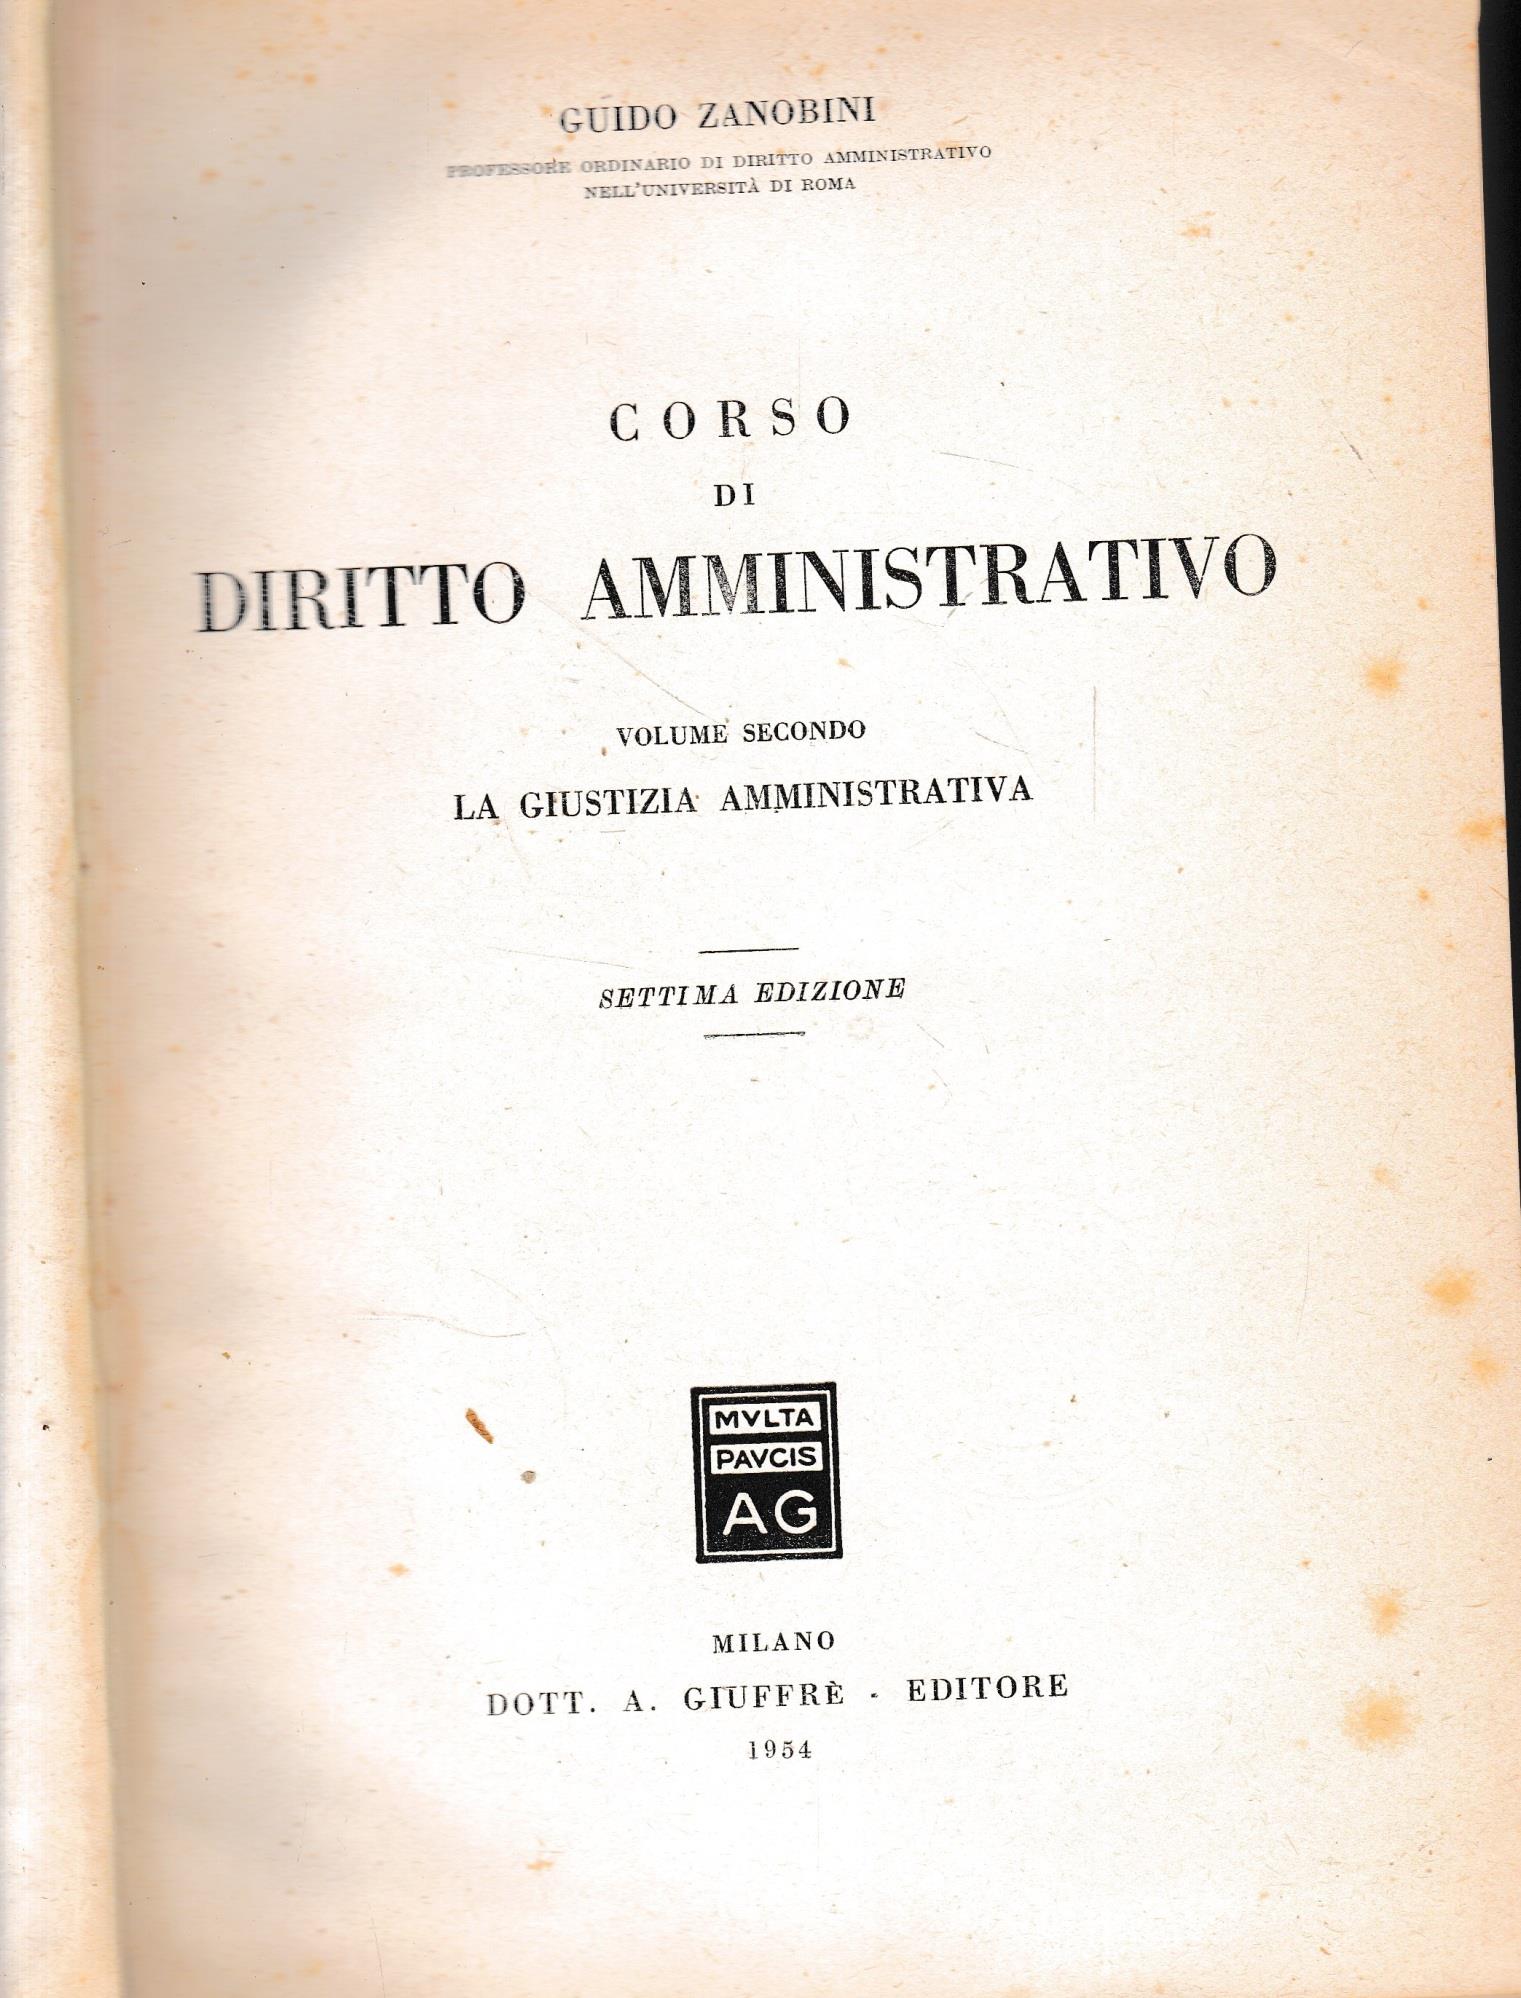 GUIDO ZANOBINI
PROFESSORE ORDINARIO DI DIRITTO AMMINISTRATIVO
NELL'UNIVERSITÀ DI ROMA
CORSO
DI
DIRITTO AMMINISTRATIVO
VOLUME SECONDO
LA GIUSTIZIA AMMINISTRATIVA
SETTIMA EDIZIONE
MVLTA
PAVCIS
AG
MILANO
DOTT. A. GIUFFRÈ - EDITORE
1954